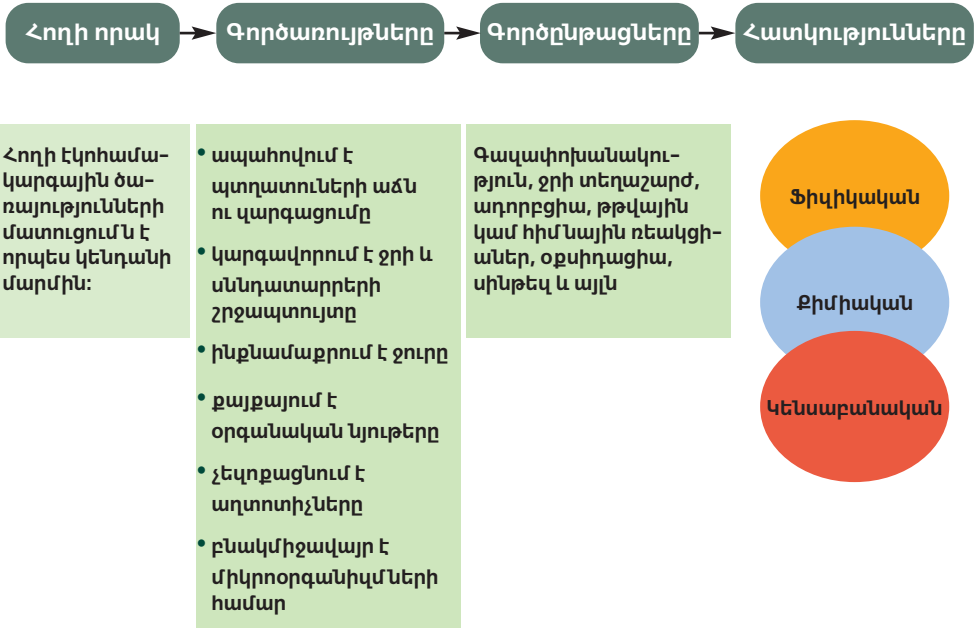 Հողի որակ
Գործառույթները
Գործընթացները
Հատկությունները
Հողի էկոհամա-
կարգային ծա-
ռայությունների
մատուցումն է
որպես կենդանի
մարմին:
• ապահովում է
պտղատուների աճն
ու զարգացումը
• կարգավորում է ջրի և
սննդատարրերի
շրջապտույտը
• ինքնամաքրում է ջուրը
• քայքայում է
օրգանական նյութերը
• չեզոքացնում է
աղտոտիչները
• բնակմիջավայր է
միկրոօրգանիզմների
համար
Գազափոխանակու-
թյուն, ջրի տեղաշարժ,
ադորբցիա, թթվային
կամ հիմնային ռեակցի-
աներ, օքսիդացիա,
սինթեզ և այլն
Ֆիզիկական
Քիմիական
Կենսաբանական